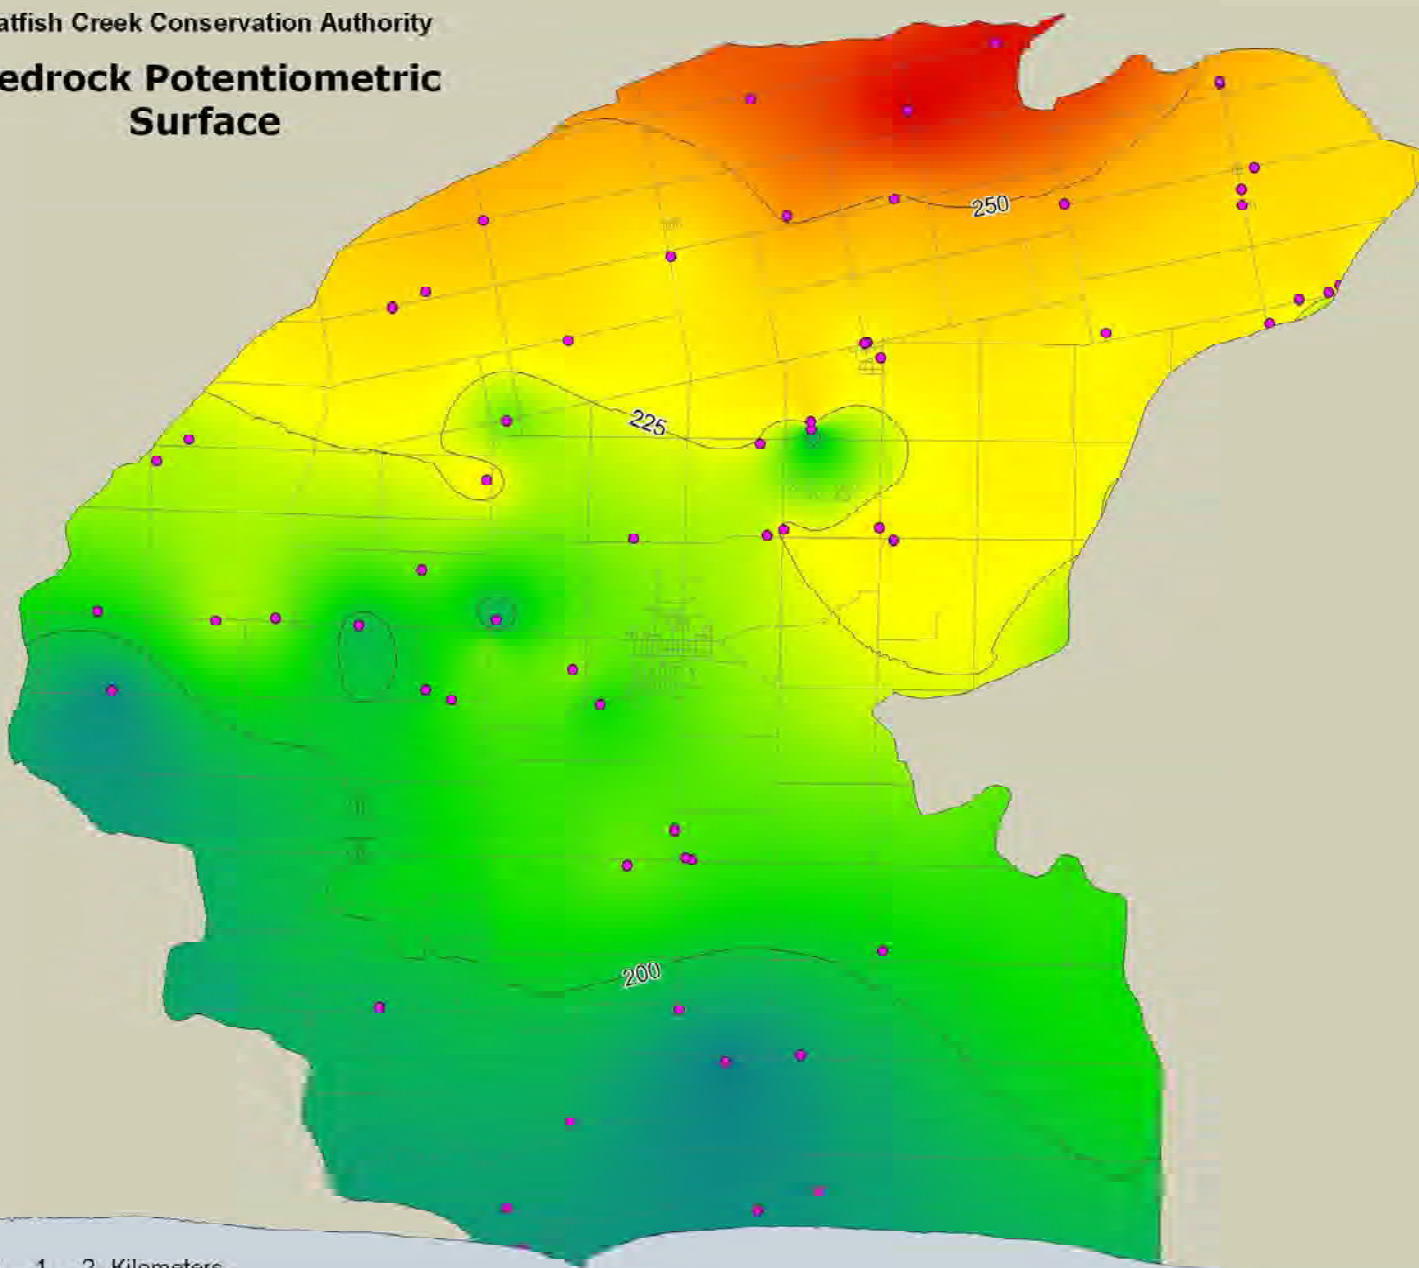 atfish Creek Conservation Authority
edrock Potentiometric
Surface
250
225
200
1 2 Kilometers